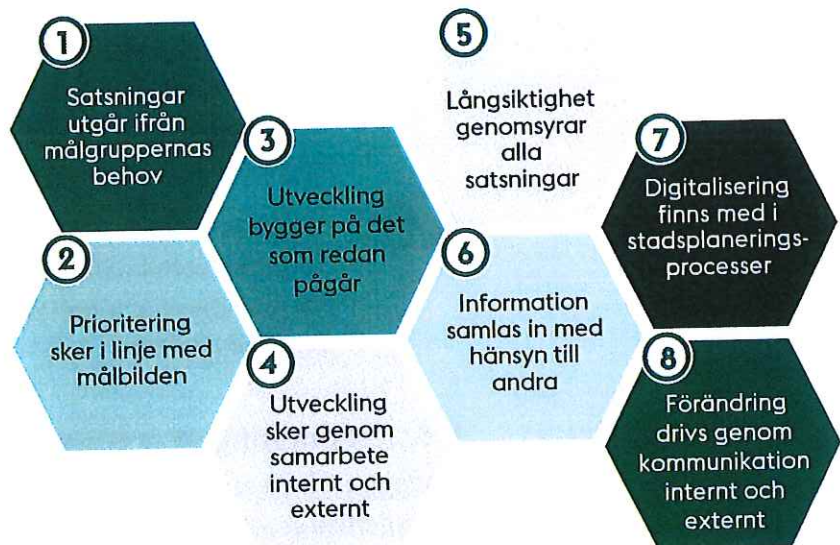 1
Satsningar
utgår ifrån
målgruppernas
behov
2
Prioritering
sker i linje med
målbilden
3
Utveckling
bygger på det
som redan
pågår
4
Utveckling
sker genom
samarbete
internt och
externt
5
Långsiktighet
genomsyrar
alla
satsningar
6
Information
samlas in med
hänsyn till
andra
7
Digitalisering
finns med i
stadsplanerings-
processer
8
Förändring
drivs genom
kommunikation
internt och
externt